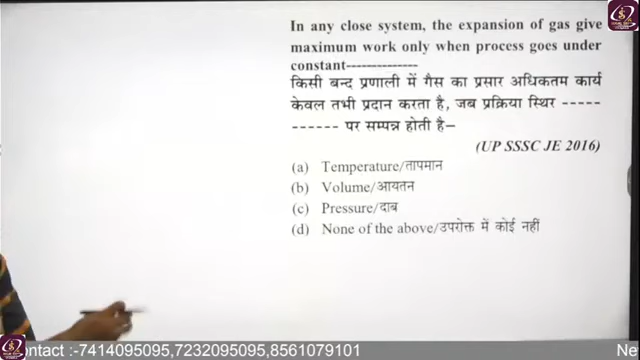 In any close system, the expansion of gas give
maximum work only when process goes under
constant--------------
किसी बन्द प्रणाली में गैस का प्रसार अधिकतम कार्य
केवल तभी प्रदान करता है, जब प्रक्रिया स्थिर -----
------ पर सम्पन्न होती है–
(UP SSSC JE 2016)
(a) Temperature/तापमान
(b) Volume/आयतन
(c) Pressure/दाब
(d) None of the above/उपरोक्त में कोई नहीं
ontact :-7414095095,7232095095,8561079101
Ne